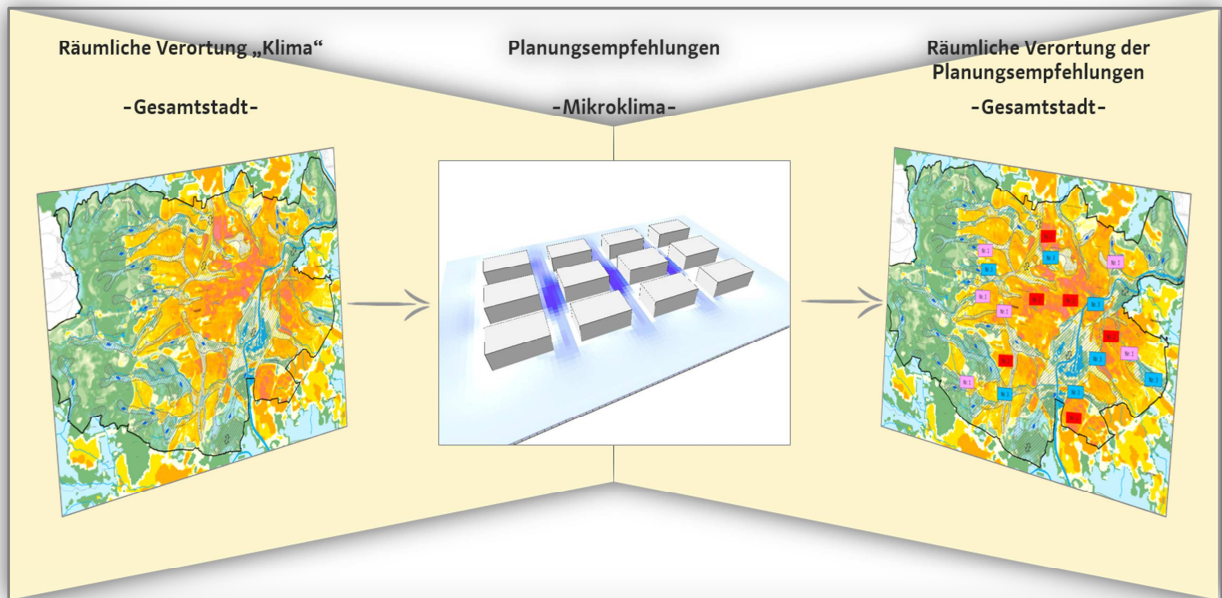 Räumliche Verortung „Klima“
-Gesamtstadt-
Planungsempfehlungen
-Mikroklima-
Räumliche Verortung der
Planungsempfehlungen
-Gesamtstadt-